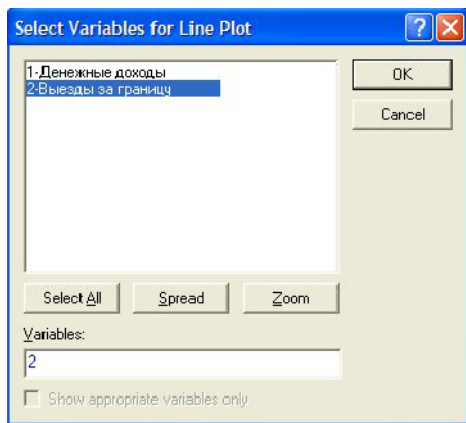 Select Variables for Line Plot
1-Денежные доходы
2-Выезды за границу
OK
Cancel
Select All
Spread
Zoom
Variables:
2
Show appropriate variables only